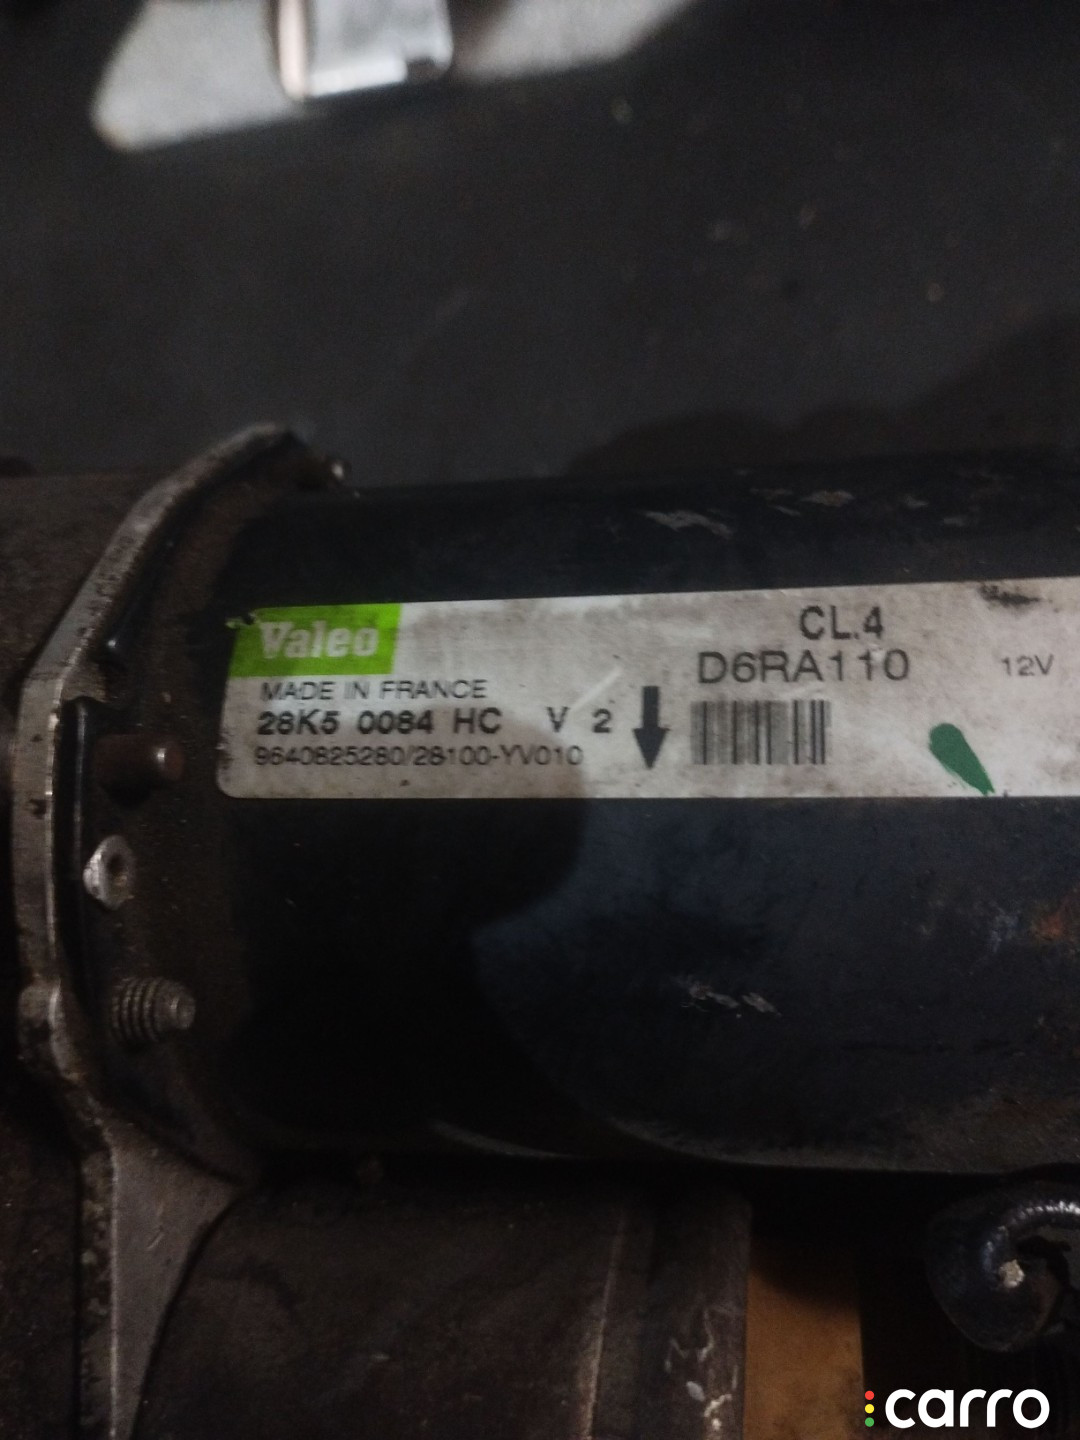 Valeo
MADE IN FRANCE
28K5 0084 HC V 2
9640825280/28100-YV010
CL.4
D6RA110
12V
carro